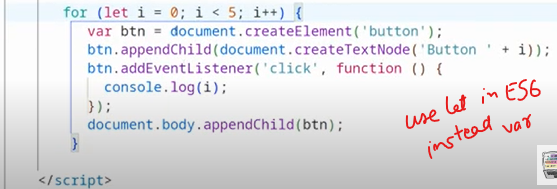 for (let i = 0; i < 5; i++) {
var btn = document.createElement('button');
btn.appendChild(document.createTextNode('Button ' + i));
btn.addEventListener('click', function () {
console.log(i);
});
document.body.appendChild(btn);
}
</script>
use let in ES6
instead var